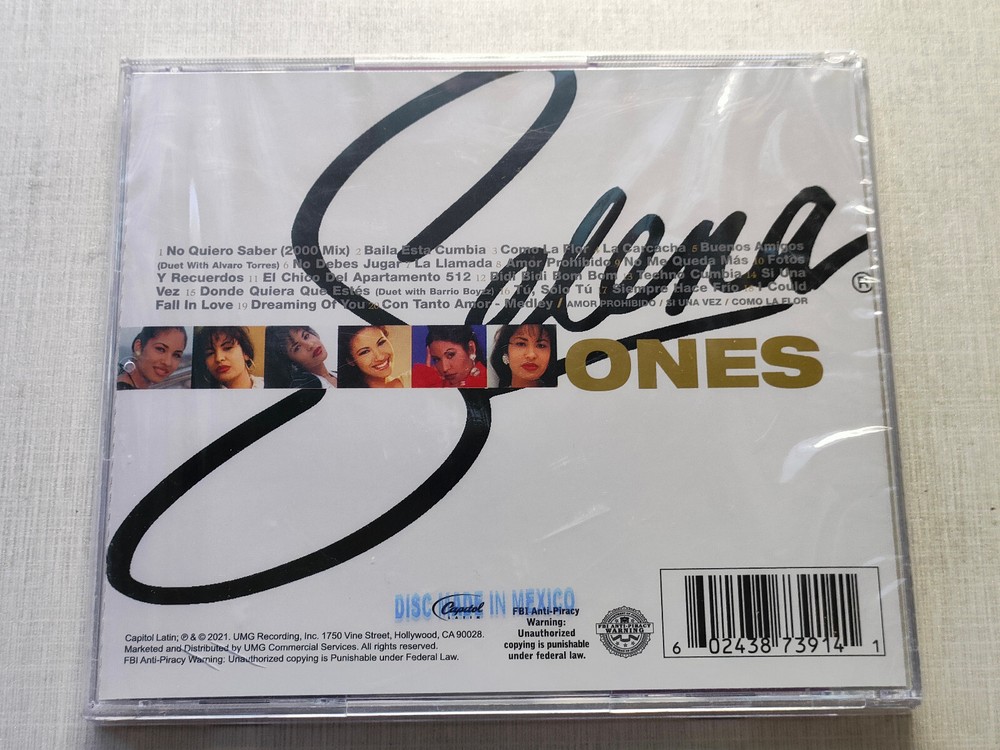 Selena
1 No Quiero Saber (2000 Mix) 2 Baila Esta Cumbia 3 Como La Flor 4 La Carcacha 5 Buenos Amigos
(Duet With Alvaro Torres) 6 No Debes Jugar 7 La Llamada 8 Amor Prohibido 9 No Me Queda Más 10 Fotos
Y Recuerdos 11 El Chico Del Apartamento 512 12 Bidi Bidi Bom Bom 13 Techno Cumbia 14 Si Una
Vez 15 Donde Quiera Que Estés (Duet with Barrio Boyzz) 16 Tú, Sólo Tú 17 Siempre Hace Frio 18 I Could
Fall In Love 19 Dreaming Of You 20 Con Tanto Amor - Medley / AMOR PROHIBIDO / SI UNA VEZ / COMO LA FLOR
®
ONES
DISC MADE IN MEXICO
Capitol
LATIN
FBI Anti-Piracy
Warning:
Unauthorized
copying is punishable
under federal law.
FBI ANTI-PIRACY
WARNING
Capitol Latin; ℗ & © 2021. UMG Recording, Inc. 1750 Vine Street, Hollywood, CA 90028.
Marketed and Distributed by UMG Commercial Services. All rights reserved.
FBI Anti-Piracy Warning: Unauthorized copying is Punishable under Federal Law.
6 02438 73914 1